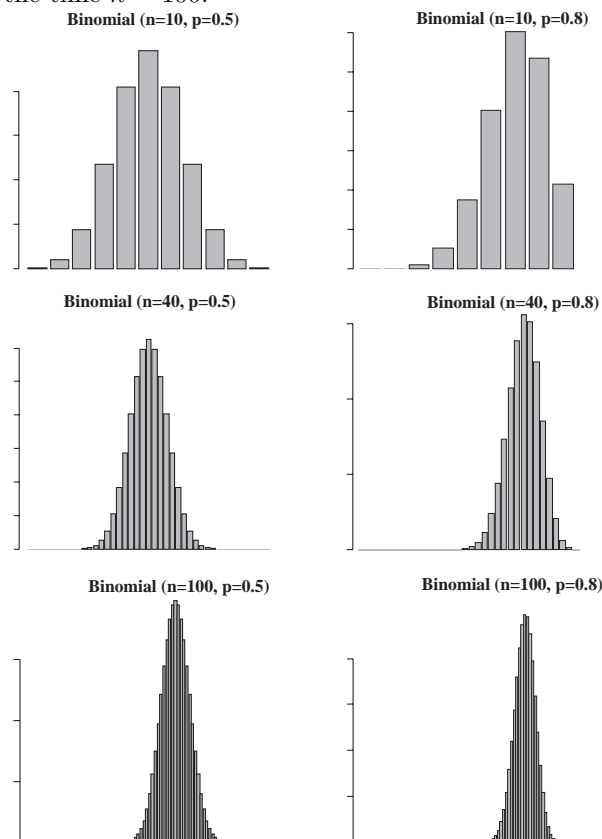 Binomial (n=10, p=0.5) Binomial (n=10, p=0.8)
Binomial (n=40, p=0.5) Binomial (n=40, p=0.8)
Binomial (n=100, p=0.5) Binomial (n=100, p=0.8)